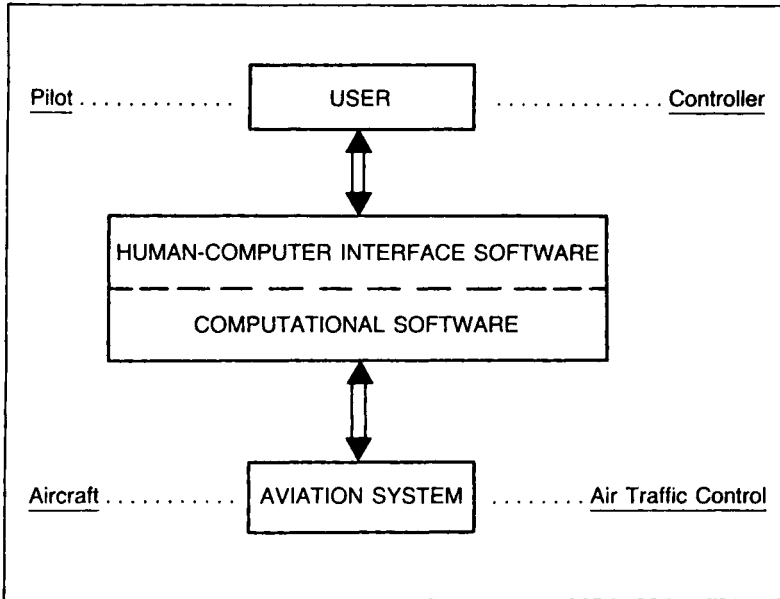 Pilot . . . . . . . . . . . . USER . . . . . . . . . . . . . Controller
HUMAN-COMPUTER INTERFACE SOFTWARE
COMPUTATIONAL SOFTWARE
Aircraft . . . . . . . . . . AVIATION SYSTEM . . . . . . . . Air Traffic Control